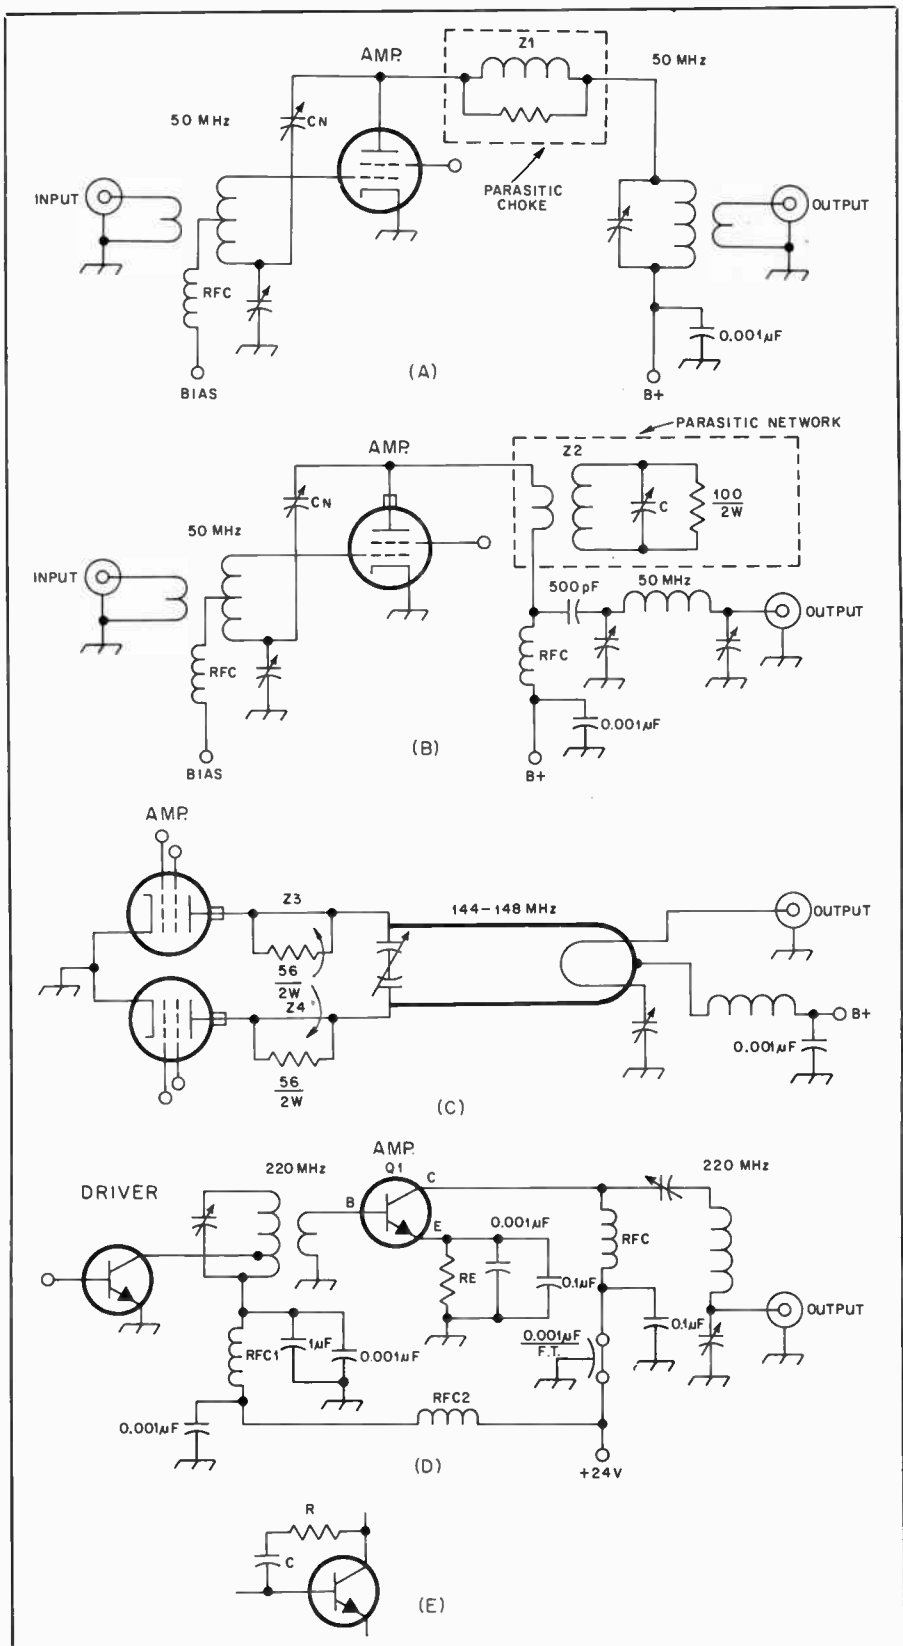 AMP.
Z1
50 MHz
50 MHz
CN
INPUT
PARASITIC
CHOKE
OUTPUT
RFC
0.001µF
BIAS
(A)
B+
PARASITIC NETWORK
AMP.
Z2
CN
C
100
2W
50 MHz
500pF
50 MHz
INPUT
OUTPUT
RFC
RFC
0.001µF
(B)
BIAS
B+
AMP.
Z3
144-148 MHz
OUTPUT
56
2W
Z4
B+
0.001µF
56
2W
(C)
AMP.
Q1
220 MHz
220 MHz
DRIVER
B
C
E
0.001µF
RFC
RE
0.1µF
OUTPUT
RFC1
1µF
0.001µF
0.001µF
F.T.
0.1µF
RFC2
0.001µF
(D)
+24V
R
C
(E)